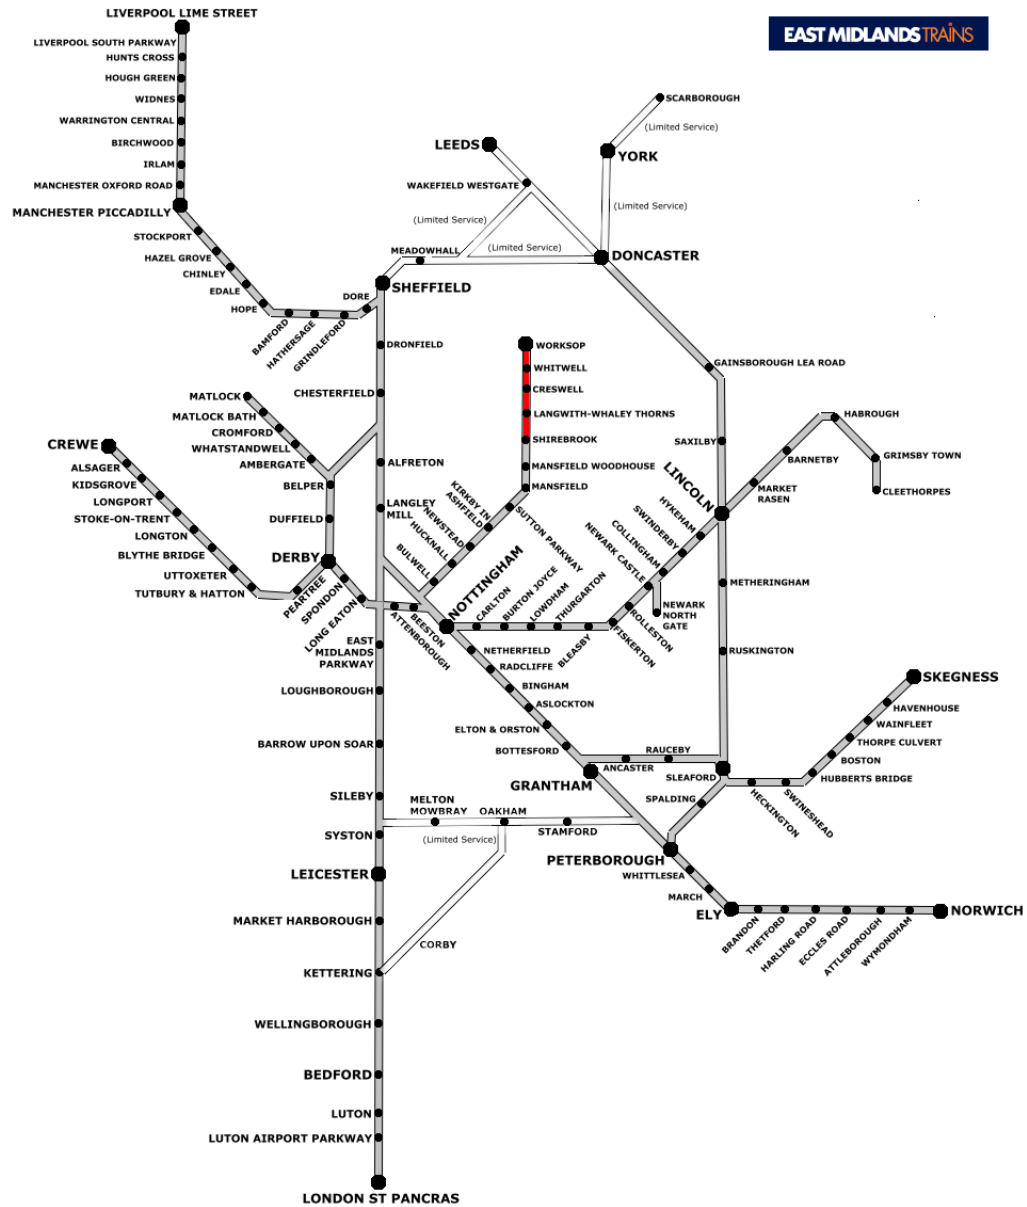 LIVERPOOL LIME STREET
EAST MIDLANDS TRAINS
LIVERPOOL SOUTH PARKWAY
HUNTS CROSS
HOUGH GREEN
WIDNES
WARRINGTON CENTRAL
BIRCHWOOD
IRLAM
MANCHESTER OXFORD ROAD
MANCHESTER PICCADILLY
STOCKPORT
HAZEL GROVE
CHINLEY
EDALE
HOPE
BAMFORD
HATHERSAGE
GRINDLEFORD
DORE
SCARBOROUGH
(Limited Service)
LEEDS
YORK
WAKEFIELD WESTGATE
(Limited Service)
(Limited Service)
(Limited Service)
MEADOWHALL
DONCASTER
SHEFFIELD
DRONFIELD
CHESTERFIELD
ALFRETON
LANGLEY
MILL
WORKSOP
WHITWELL
CRESWELL
LANGWITH-WHALEY THORNS
SHIREBROOK
MANSFIELD WOODHOUSE
MANSFIELD
SUTTON PARKWAY
KIRKBY IN
ASHFIELD
NEWSTEAD
HUCKNALL
BULWELL
GAINSBOROUGH LEA ROAD
SAXILBY
LINCOLN
HABROUGH
BARNETBY
GRIMSBY TOWN
CLEETHORPES
MARKET
RASEN
MATLOCK
MATLOCK BATH
CROMFORD
WHATSTANDWELL
AMBERGATE
BELPER
DUFFIELD
DERBY
CREWE
ALSAGER
KIDSGROVE
LONGPORT
STOKE-ON-TRENT
LONGTON
BLYTHE BRIDGE
UTTOXETER
TUTBURY & HATTON
PEARTREE
SPONDON
LONG EATON
ATTENBOROUGH
BEESTON
NOTTINGHAM
CARLTON
BURTON JOYCE
LOWDHAM
THURGARTON
BLEASBY
FISKERTON
ROLLESTON
NEWARK CASTLE
COLLINGHAM
SWINDERBY
HYKEHAM
NEWARK
NORTH
GATE
METHERINGHAM
RUSKINGTON
EAST
MIDLANDS
PARKWAY
LOUGHBOROUGH
BARROW UPON SOAR
SILEBY
SYSTON
LEICESTER
MARKET HARBOROUGH
KETTERING
WELLINGBOROUGH
BEDFORD
LUTON
LUTON AIRPORT PARKWAY
LONDON ST PANCRAS
NETHERFIELD
RADCLIFFE
BINGHAM
ASLOCKTON
ELTON & ORSTON
BOTTESFORD
GRANTHAM
ANCASTER
RAUCEBY
SLEAFORD
SKEGNESS
HAVENHOUSE
WAINFLEET
THORPE CULVERT
BOSTON
HUBBERTS BRIDGE
SWINESHEAD
HECKINGTON
SPALDING
MELTON
MOWBRAY
OAKHAM
STAMFORD
(Limited Service)
CORBY
PETERBOROUGH
WHITTLESEA
MARCH
ELY
BRANDON
THETFORD
HARLING ROAD
ECCLES ROAD
ATTLEBOROUGH
WYMONDHAM
NORWICH